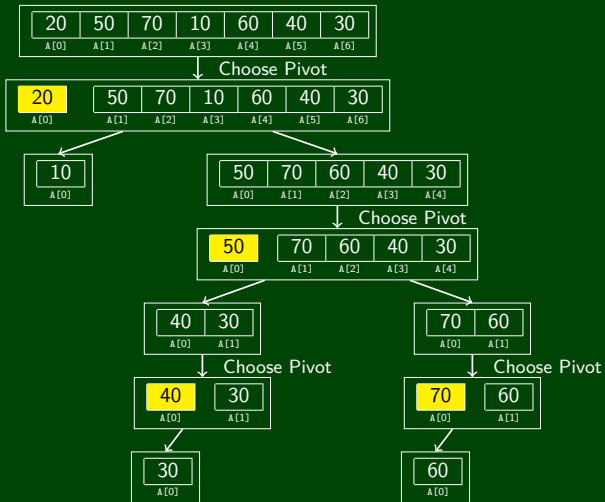 20 50 70 10 60 40 30
A[0] A[1] A[2] A[3] A[4] A[5] A[6]
Choose Pivot
20 50 70 10 60 40 30
A[0] A[1] A[2] A[3] A[4] A[5] A[6]
10 50 70 60 40 30
A[0] A[0] A[1] A[2] A[3] A[4]
Choose Pivot
50 70 60 40 30
A[0] A[1] A[2] A[3] A[4]
40 30 70 60
A[0] A[1] A[0] A[1]
Choose Pivot Choose Pivot
40 30 70 60
A[0] A[1] A[0] A[1]
30 60
A[0] A[0]